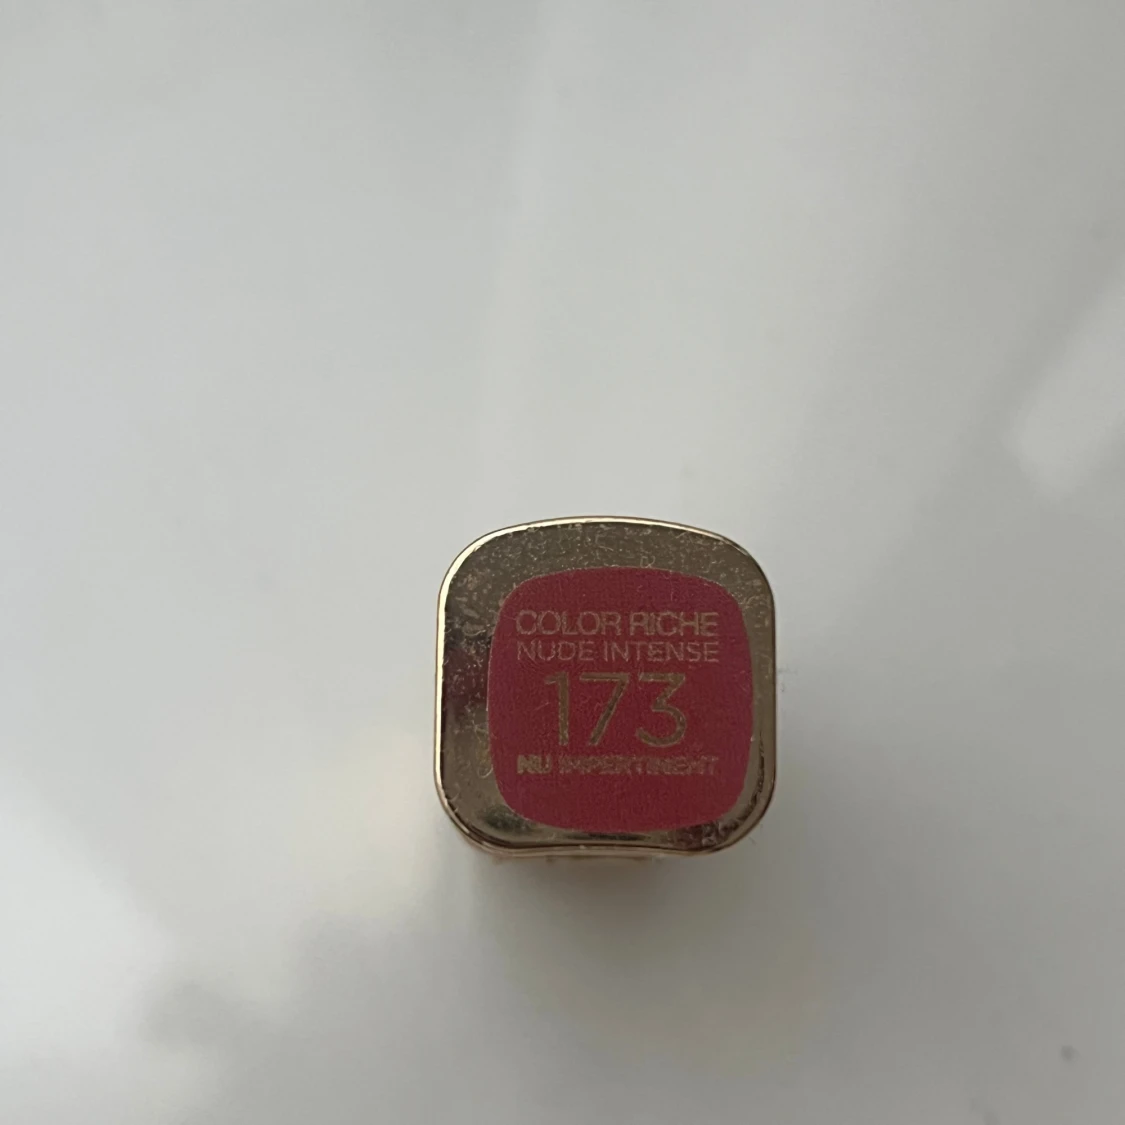 COLOR RICHE
NUDE INTENSE
173
NU IMPERTINENT